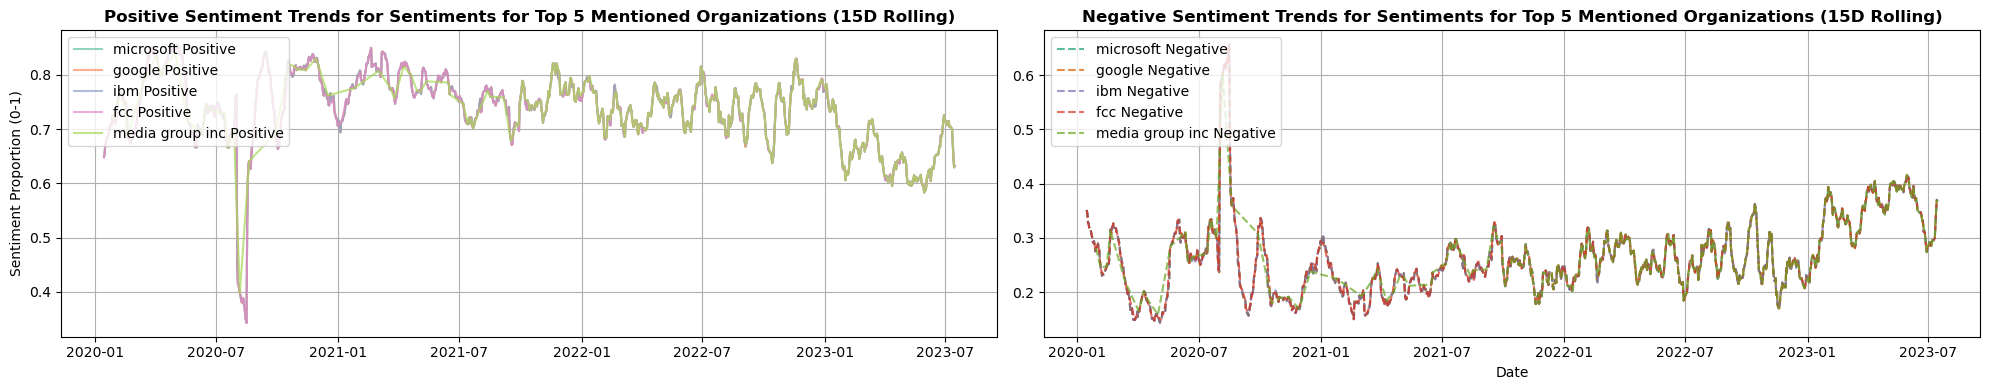 Positive Sentiment Trends for Sentiments for Top 5 Mentioned Organizations (15D Rolling)
microsoft Positive
google Positive
ibm Positive
fcc Positive
media group inc Positive
Sentiment Proportion (0-1)
0.8
0.7
0.6
0.5
0.4
2020-01
2020-07
2021-01
2021-07
2022-01
2022-07
2023-01
2023-07
Negative Sentiment Trends for Sentiments for Top 5 Mentioned Organizations (15D Rolling)
microsoft Negative
google Negative
ibm Negative
fcc Negative
media group inc Negative
0.6
0.5
0.4
0.3
0.2
2020-01
2020-07
2021-01
2021-07
2022-01
2022-07
2023-01
2023-07
Date